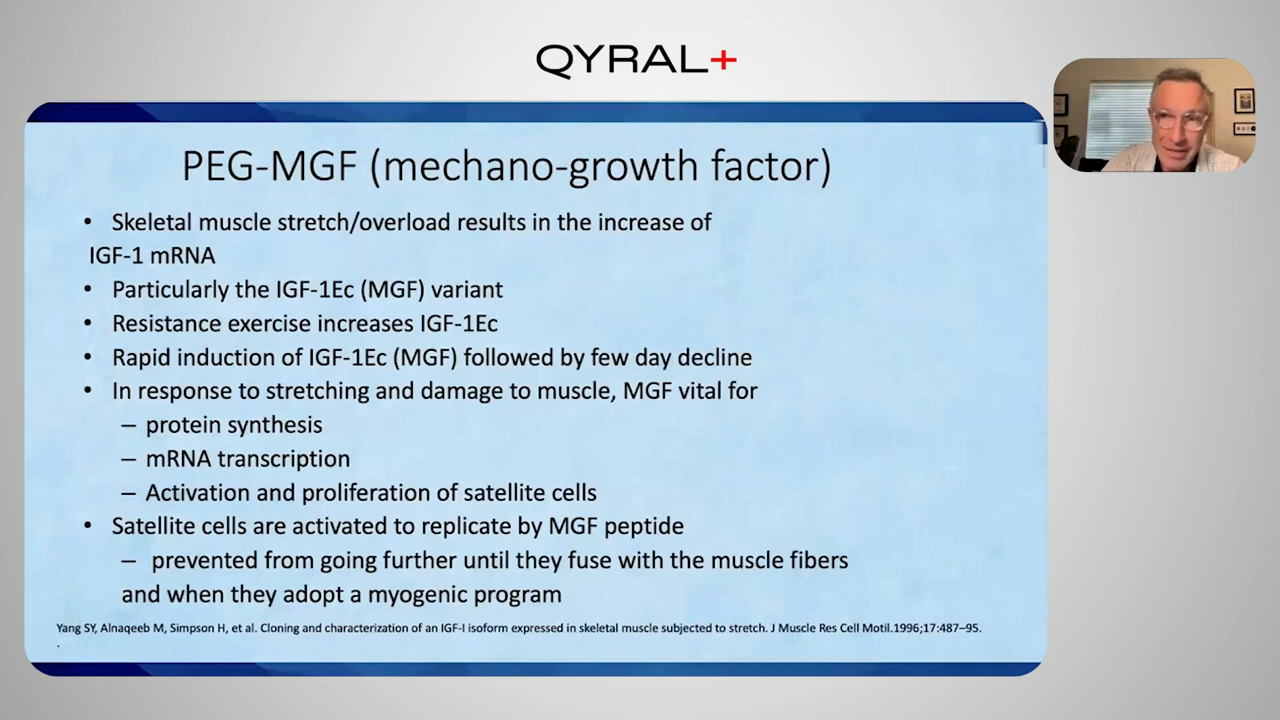 QYRAL+
PEG-MGF (mechano-growth factor)
• Skeletal muscle stretch/overload results in the increase of
IGF-1 mRNA
• Particularly the IGF-1Ec (MGF) variant
• Resistance exercise increases IGF-1Ec
• Rapid induction of IGF-1Ec (MGF) followed by few day decline
• In response to stretching and damage to muscle, MGF vital for
– protein synthesis
– mRNA transcription
– Activation and proliferation of satellite cells
• Satellite cells are activated to replicate by MGF peptide
– prevented from going further until they fuse with the muscle fibers
and when they adopt a myogenic program
Yang SY, Alnaqeeb M, Simpson H, et al. Cloning and characterization of an IGF-I isoform expressed in skeletal muscle subjected to stretch. J Muscle Res Cell Motil.1996;17:487–95.
.